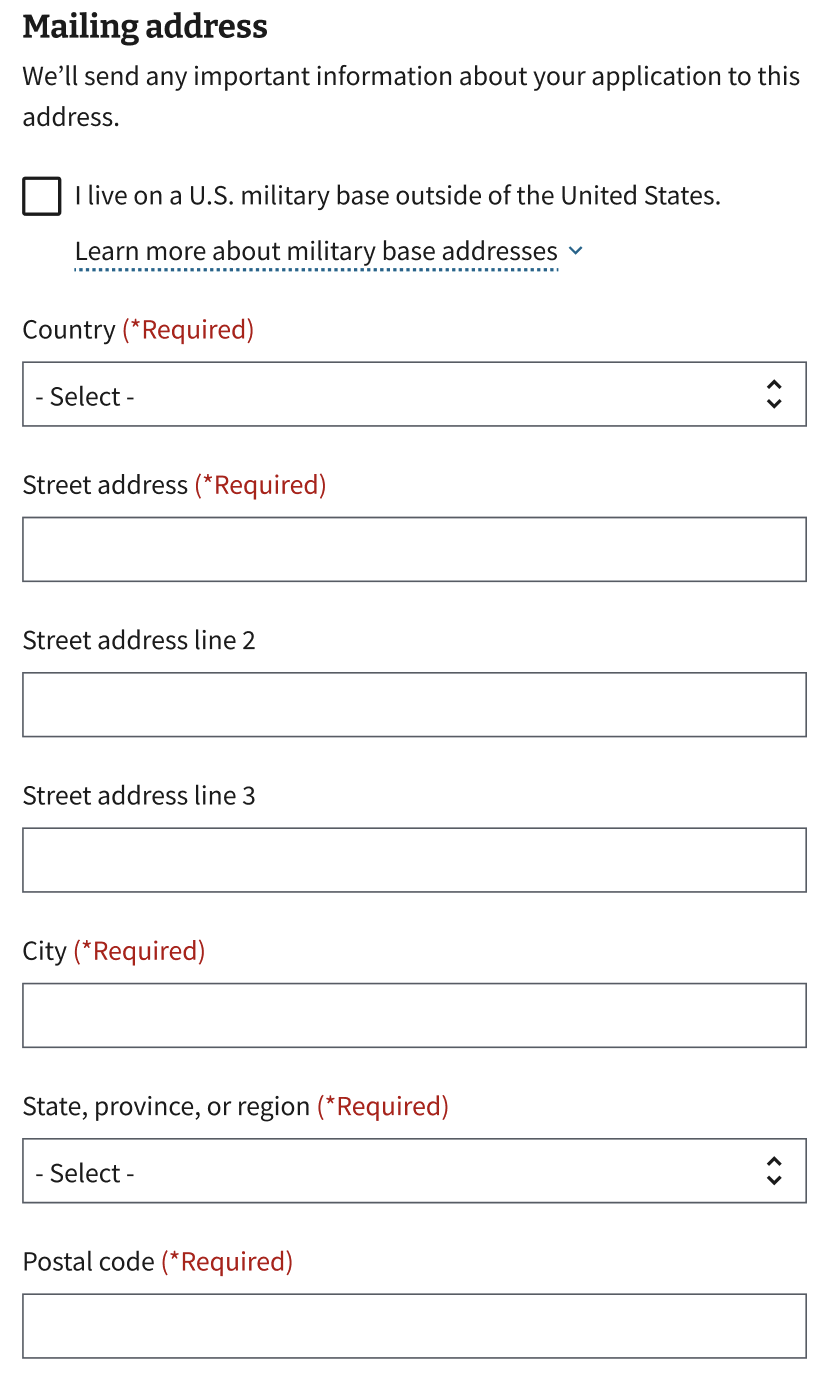 Mailing address
We’ll send any important information about your application to this
address.
I live on a U.S. military base outside of the United States.
Learn more about military base addresses
Country (*Required)
- Select -
Street address (*Required)
Street address line 2
Street address line 3
City (*Required)
State, province, or region (*Required)
- Select -
Postal code (*Required)